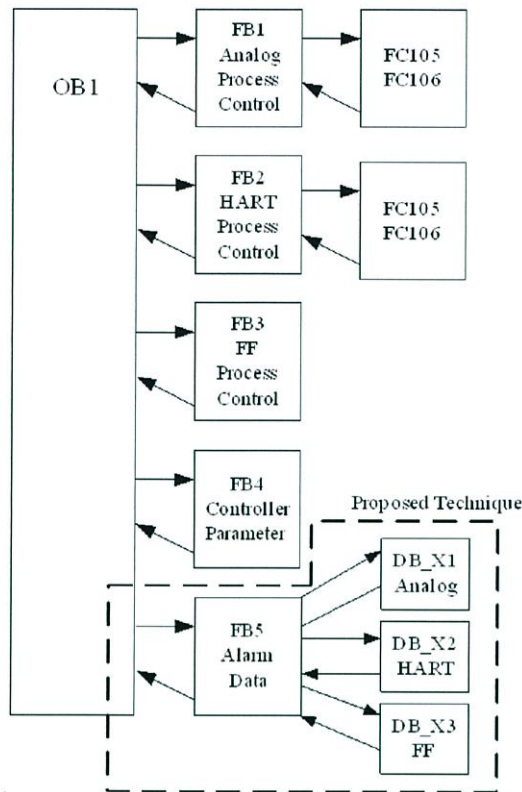 OB1
FB1
Analog
Process
Control
FC105
FC106
FB2
HART
Process
Control
FC105
FC106
FB3
FF
Process
Control
FB4
Controller
Parameter
Proposed Technique
FB5
Alarm
Data
DB_X1
Analog
DB_X2
HART
DB_X3
FF